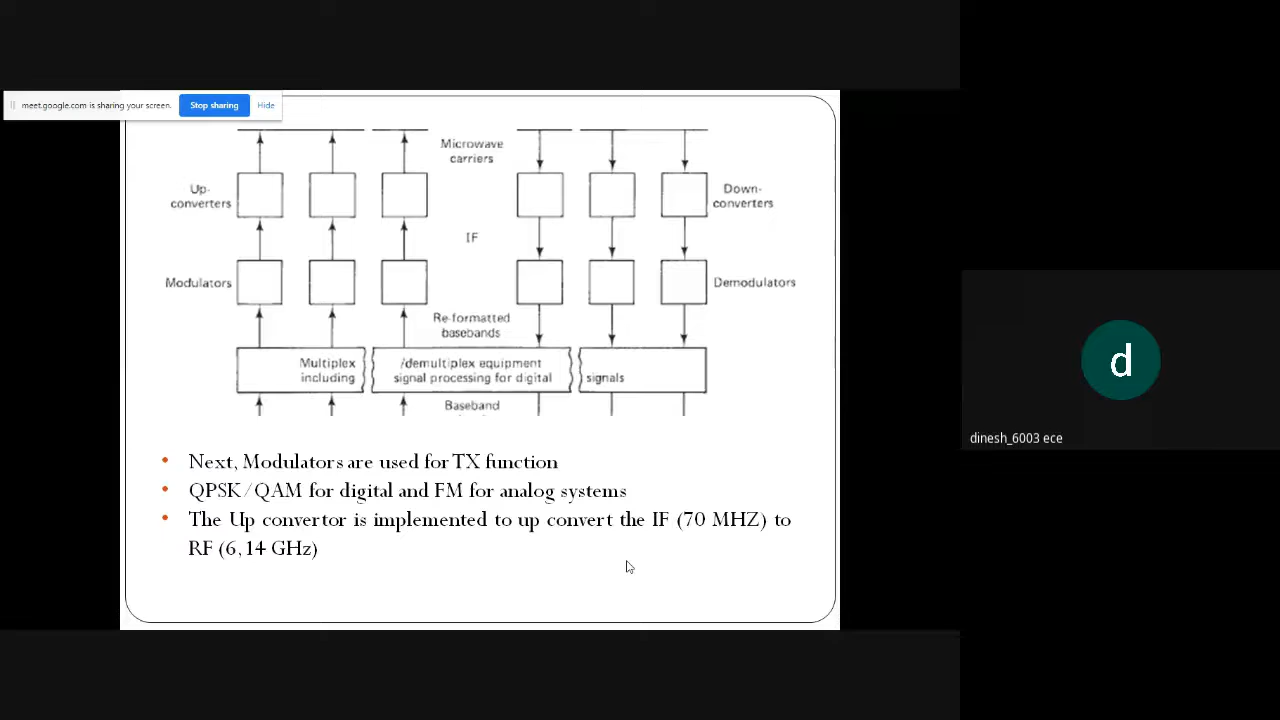 meet.google.com is sharing your screen. Stop sharing Hide
Microwave
carriers
Up-
converters
Down-
converters
IF
Modulators
Demodulators
Re-formatted
basebands
Multiplex /demultiplex equipment
including signal processing for digital signals
Baseband
• Next, Modulators are used for TX function
• QPSK/QAM for digital and FM for analog systems
• The Up convertor is implemented to up convert the IF (70 MHZ) to
RF (6,14 GHz)
d
dinesh_6003 ece